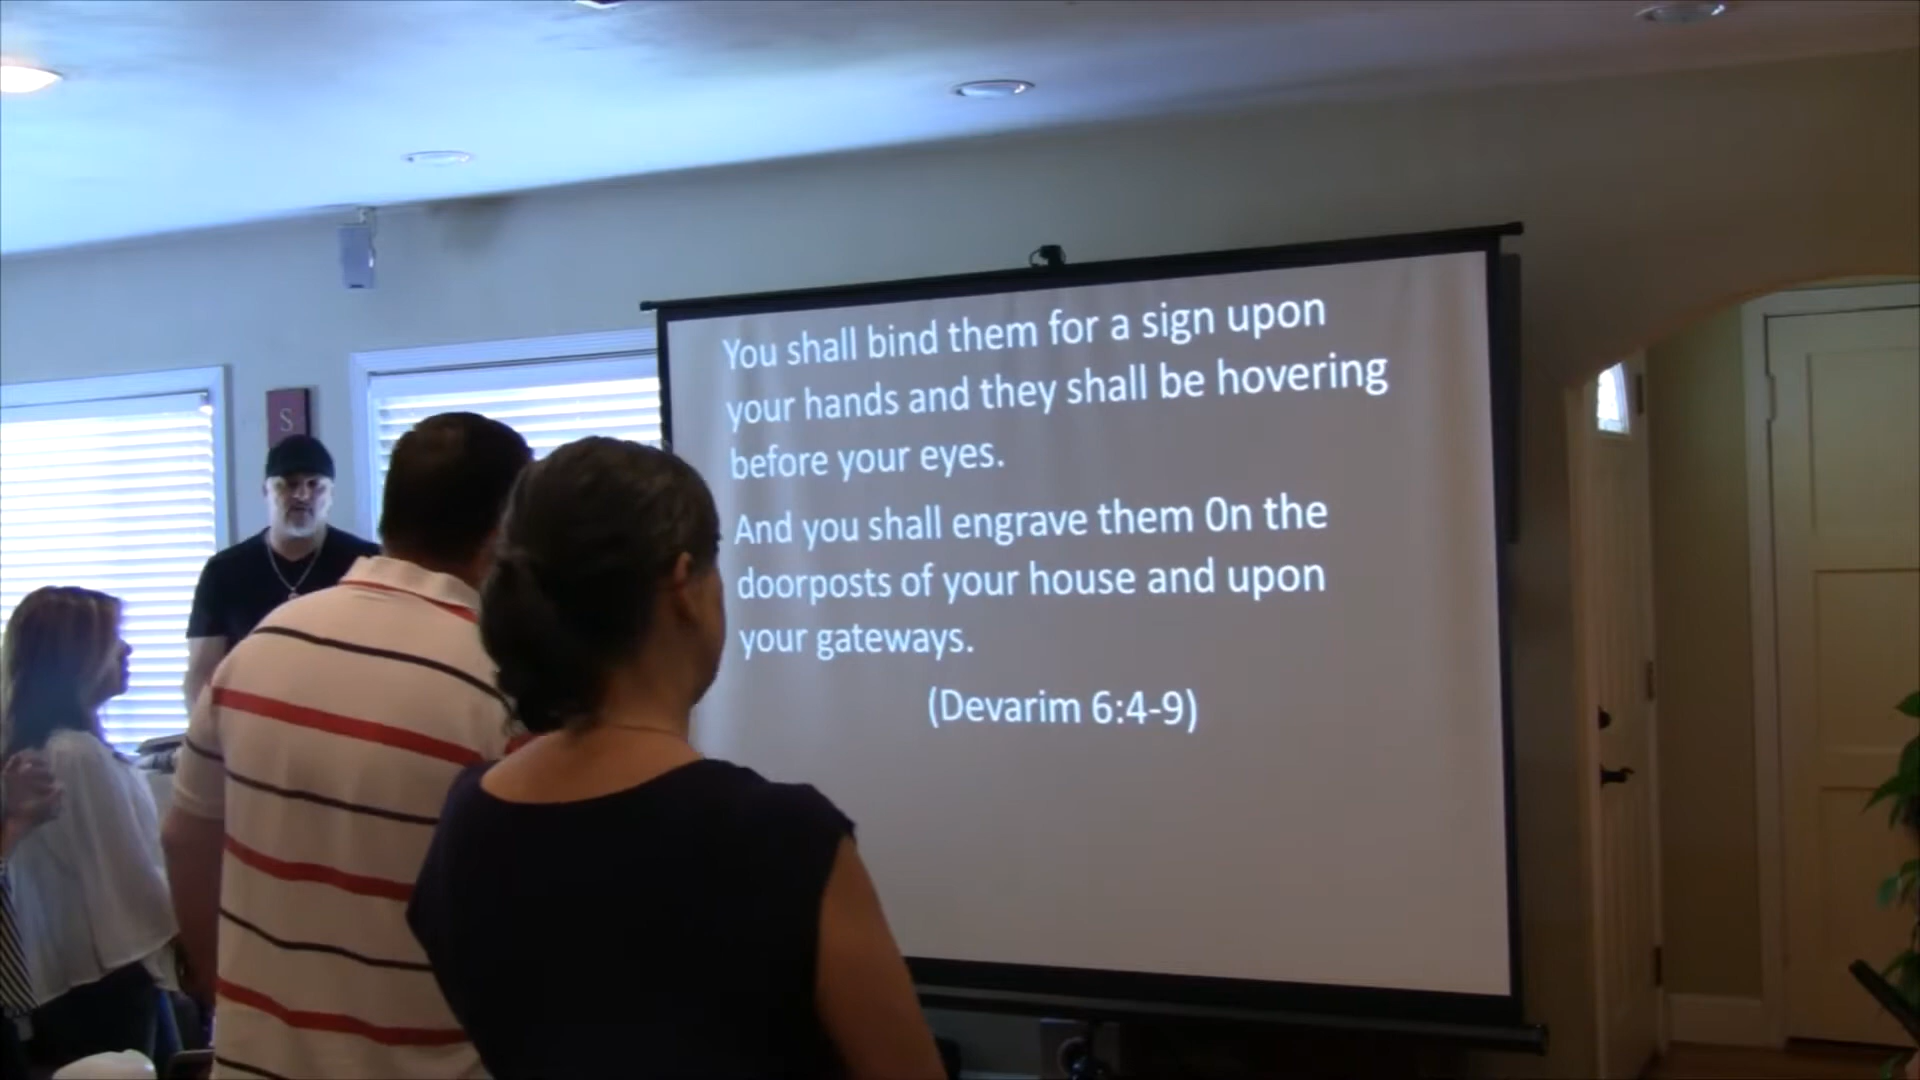 S
You shall bind them for a sign upon
your hands and they shall be hovering
before your eyes.
And you shall engrave them On the
doorposts of your house and upon
your gateways.
(Devarim 6:4-9)